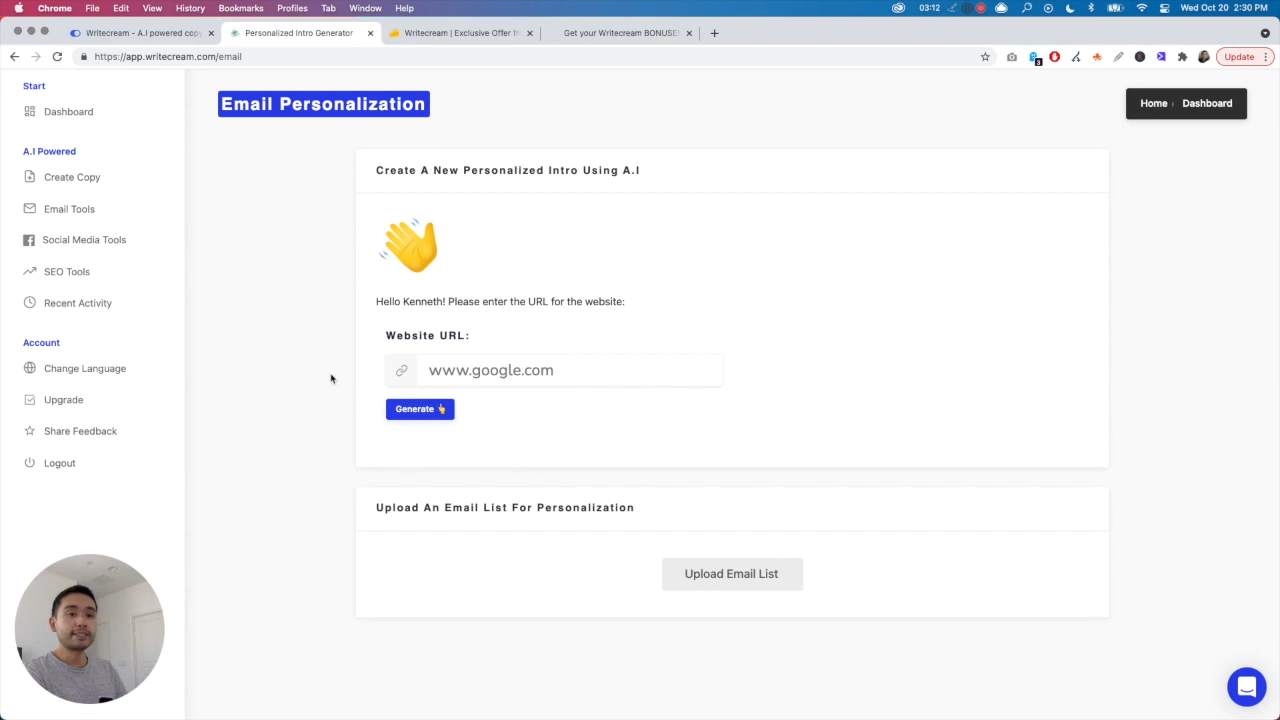 Chrome File Edit View History Bookmarks Profiles Tab Window Help 03:12 Wed Oct 20 2:30 PM
Writecream - A.I powered copy Personalized Intro Generator Writecream | Exclusive Offer fr Get your Writecream BONUSES
https://app.writecream.com/email 3 Update
Start
Email Personalization
Home › Dashboard
Dashboard
A.I Powered
Create A New Personalized Intro Using A.I
Create Copy
Email Tools
Social Media Tools
SEO Tools
Recent Activity
Hello Kenneth! Please enter the URL for the website:
Account
Website URL:
Change Language
www.google.com
Upgrade
Generate
Share Feedback
Logout
Upload An Email List For Personalization
Upload Email List